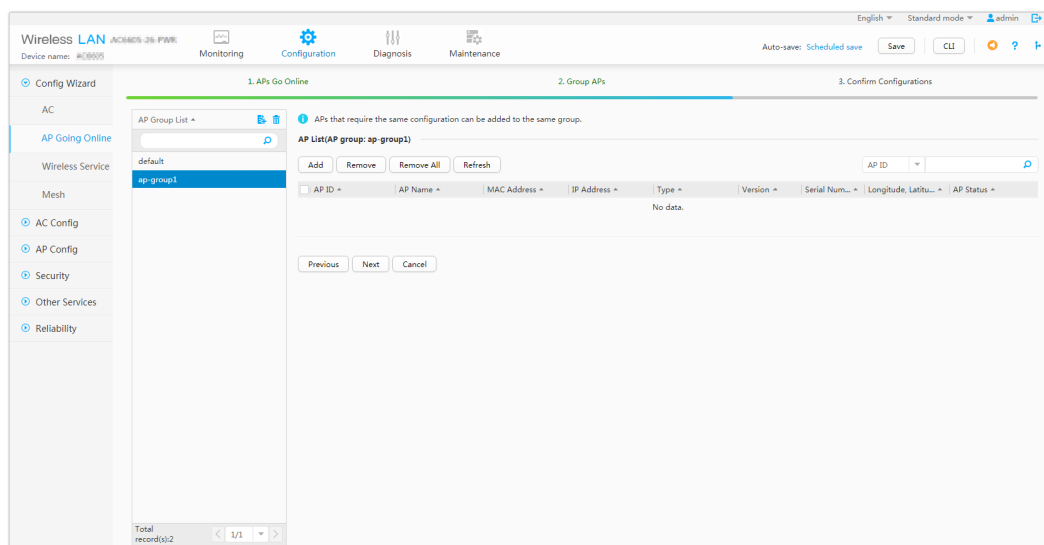 English Standard mode admin
Wireless LAN AC6605-26-PWR
Device name: AC6605
Monitoring Configuration Diagnosis Maintenance
Auto-save: Scheduled save Save CLI ?
Config Wizard
AC
AP Going Online
Wireless Service
Mesh
AC Config
AP Config
Security
Other Services
Reliability
1. APs Go Online 2. Group APs 3. Confirm Configurations
AP Group List
default
ap-group1
Total
record(s):2 1/1
APs that require the same configuration can be added to the same group.
AP List(AP group: ap-group1)
Add Remove Remove All Refresh AP ID
AP ID AP Name MAC Address IP Address Type Version Serial Num... Longitude, Latitu... AP Status
No data.
Previous Next Cancel